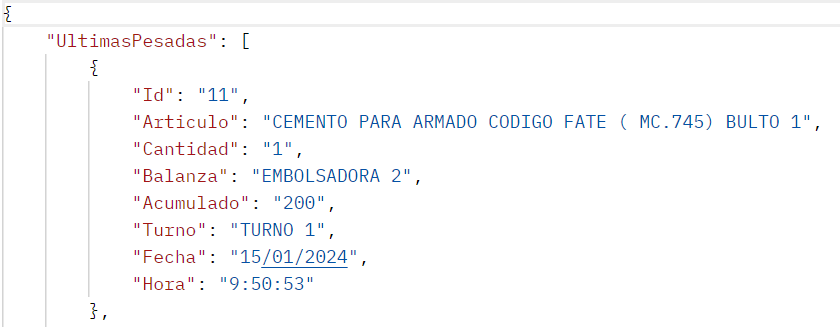 {
"UltimasPesadas": [
{
"Id": "11",
"Articulo": "CEMENTO PARA ARMADO CODIGO FATE ( MC.745) BULTO 1",
"Cantidad": "1",
"Balanza": "EMBOLSADORA 2",
"Acumulado": "200",
"Turno": "TURNO 1",
"Fecha": "15/01/2024",
"Hora": "9:50:53"
},